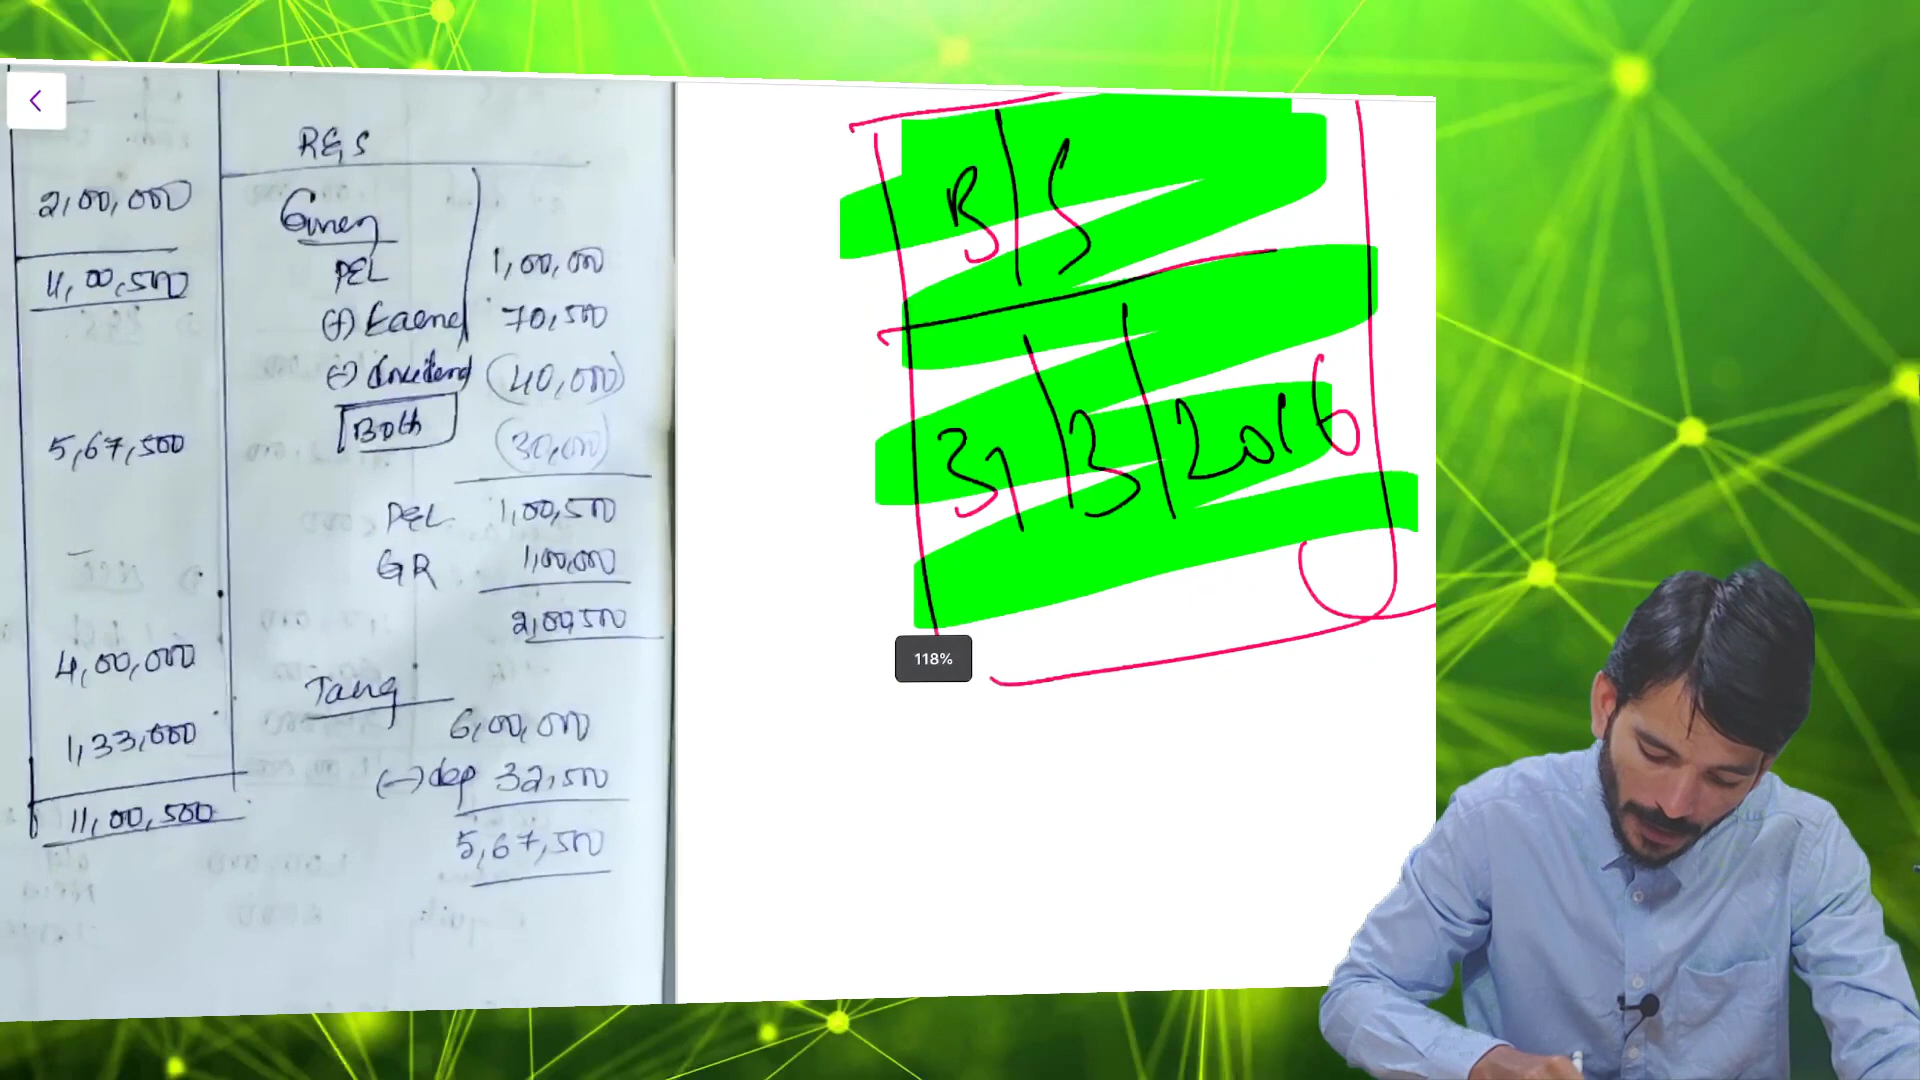 2,00,000
11,00,500
5,67,500
4,00,000
1,33,000
11,00,500
R&S
P&L 1,00,000
(+) Earned 70,500
(-) dividend (40,000)
Both (30,000)
P&L 1,00,500
GR 1,00,000
2,00,500
Tang
6,00,000
(-) dep 32,500
5,67,500
B|S
31|3|2016
118%